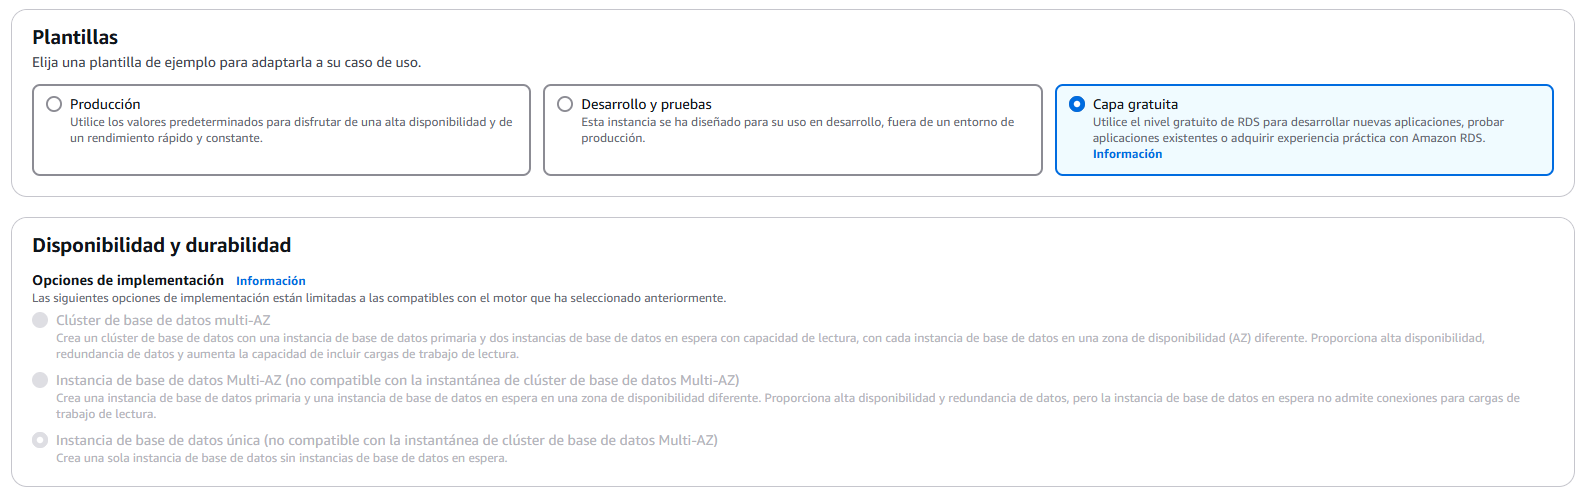 Plantillas
Elija una plantilla de ejemplo para adaptarla a su caso de uso.
Producción
Utilice los valores predeterminados para disfrutar de una alta disponibilidad y de
un rendimiento rápido y constante.
Desarrollo y pruebas
Esta instancia se ha diseñado para su uso en desarrollo, fuera de un entorno de
producción.
Capa gratuita
Utilice el nivel gratuito de RDS para desarrollar nuevas aplicaciones, probar
aplicaciones existentes o adquirir experiencia práctica con Amazon RDS.
Información
Disponibilidad y durabilidad
Opciones de implementación Información
Las siguientes opciones de implementación están limitadas a las compatibles con el motor que ha seleccionado anteriormente.
Clúster de base de datos multi-AZ
Crea un clúster de base de datos con una instancia de base de datos primaria y dos instancias de base de datos en espera con capacidad de lectura, con cada instancia de base de datos en una zona de disponibilidad (AZ) diferente. Proporciona alta disponibilidad,
redundancia de datos y aumenta la capacidad de incluir cargas de trabajo de lectura.
Instancia de base de datos Multi-AZ (no compatible con la instantánea de clúster de base de datos Multi-AZ)
Crea una instancia de base de datos primaria y una instancia de base de datos en espera en una zona de disponibilidad diferente. Proporciona alta disponibilidad y redundancia de datos, pero la instancia de base de datos en espera no admite conexiones para cargas de
trabajo de lectura.
Instancia de base de datos única (no compatible con la instantánea de clúster de base de datos Multi-AZ)
Crea una sola instancia de base de datos sin instancias de base de datos en espera.